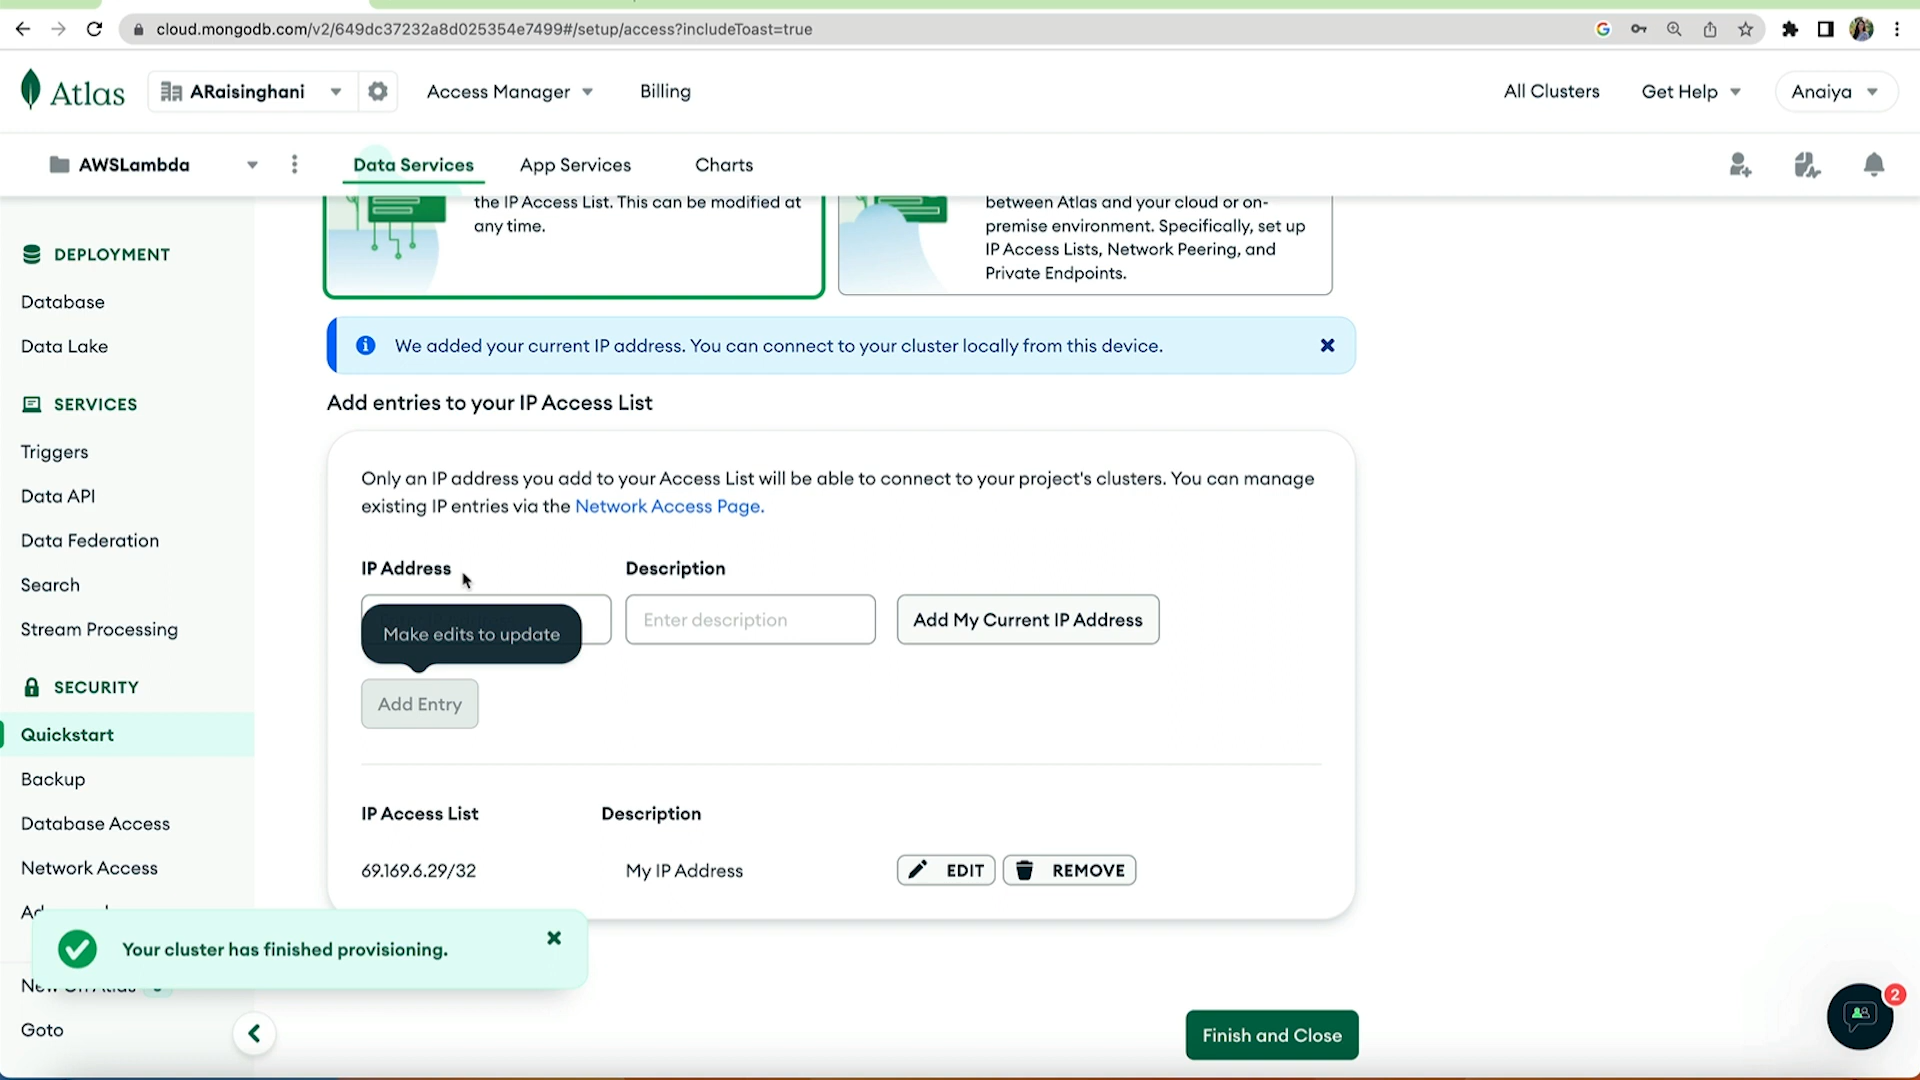 cloud.mongodb.com/v2/649dc37232a8d025354e7499#/setup/access?includeToast=true
Atlas
ARaisinghani
Access Manager
Billing
All Clusters
Get Help
Anaiya
AWSLambda
Data Services
App Services
Charts
the IP Access List. This can be modified at
any time.
between Atlas and your cloud or on-
premise environment. Specifically, set up
IP Access Lists, Network Peering, and
Private Endpoints.
DEPLOYMENT
Database
Data Lake
SERVICES
Triggers
Data API
Data Federation
Search
Stream Processing
SECURITY
Quickstart
Backup
Database Access
Network Access
Goto
We added your current IP address. You can connect to your cluster locally from this device.
Add entries to your IP Access List
Only an IP address you add to your Access List will be able to connect to your project's clusters. You can manage
existing IP entries via the Network Access Page.
IP Address
Description
Make edits to update
Enter description
Add My Current IP Address
Add Entry
IP Access List
Description
69.169.6.29/32
My IP Address
EDIT
REMOVE
Your cluster has finished provisioning.
Finish and Close
2